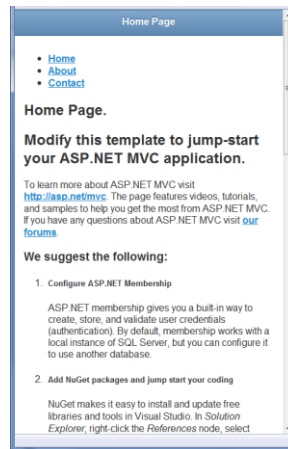 Home Page
Home
About
Contact
Home Page.
Modify this template to jump-start
your ASP.NET MVC application.
To learn more about ASP.NET MVC visit
http://asp.net/mvc. The page features videos, tutorials,
and samples to help you get the most from ASP.NET MVC.
If you have any questions about ASP.NET MVC visit our
forums.
We suggest the following:
1. Configure ASP.NET Membership
ASP.NET membership gives you a built-in way to
create, store, and validate user credentials
(authentication). By default, membership works with a
local instance of SQL Server, but you can configure it
to use another database.
2. Add NuGet packages and jump start your coding
NuGet makes it easy to install and update free
libraries and tools in Visual Studio. In Solution
Explorer, right-click the References node, select